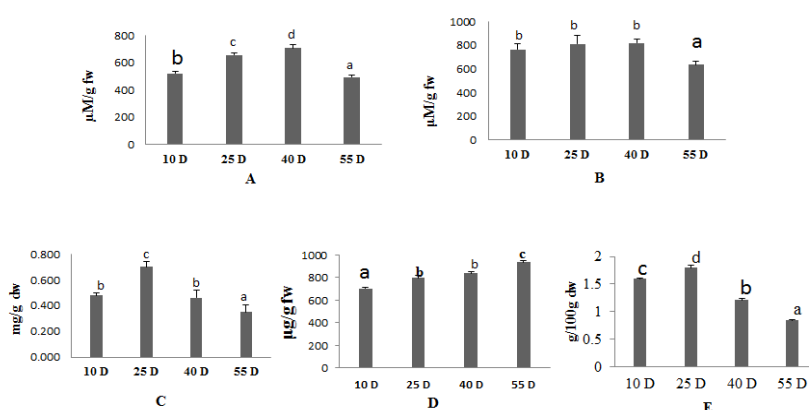 800
600
400
200
0
µM/g fw
b
c
d
a
10 D 25 D 40 D 55 D
A
1000
800
600
400
200
0
µM/g fw
b
b
b
a
10 D 25 D 40 D 55 D
B
0.800
0.600
0.400
0.200
0.000
mg/g dw
b
c
b
a
10 D 25 D 40 D 55 D
C
1000
800
600
400
200
0
µg/gfw
a
b
b
c
10 D 25 D 40 D 55 D
D
2
1.5
1
0.5
0
g/100g dw
c
d
b
a
10 D 25 D 40 D 55 D